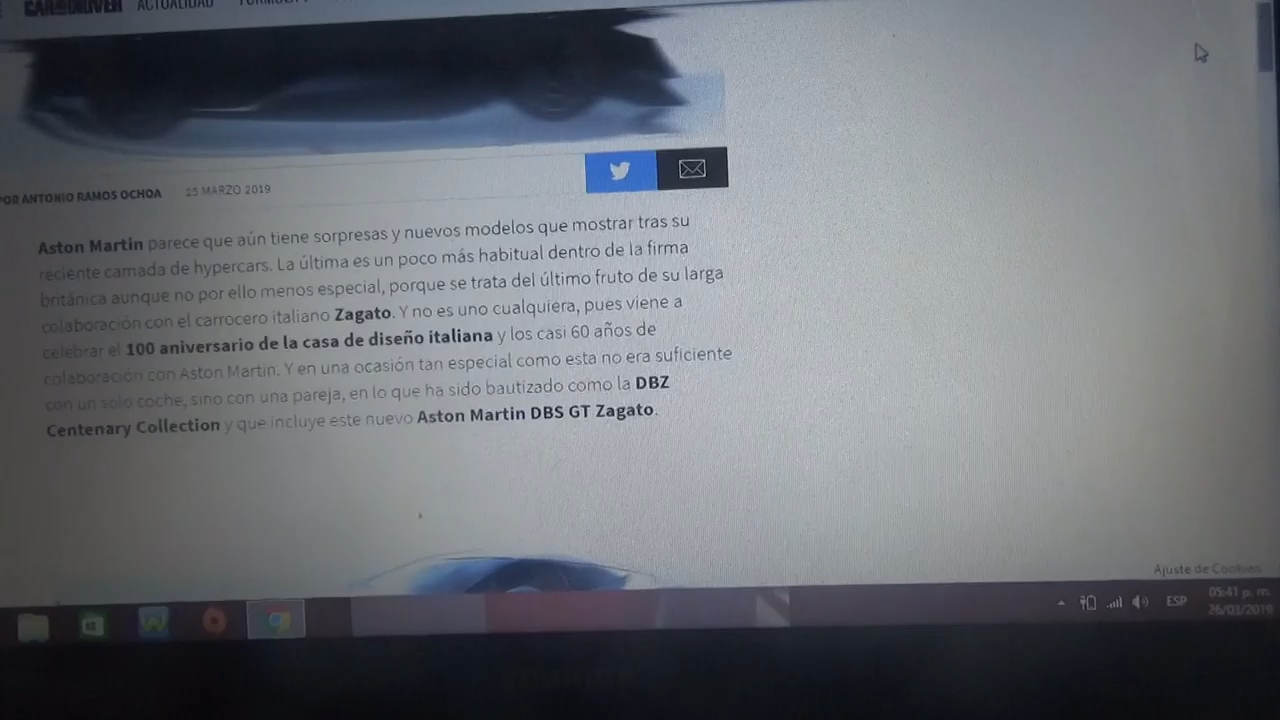 CAR and DRIVER ACTUALIDAD
POR ANTONIO RAMOS OCHOA 25 MARZO 2019
Aston Martin parece que aún tiene sorpresas y nuevos modelos que mostrar tras su
reciente camada de hypercars. La última es un poco más habitual dentro de la firma
británica aunque no por ello menos especial, porque se trata del último fruto de su larga
colaboración con el carrocero italiano Zagato. Y no es uno cualquiera, pues viene a
celebrar el 100 aniversario de la casa de diseño italiana y los casi 60 años de
colaboración con Aston Martin. Y en una ocasión tan especial como esta no era suficiente
con un solo coche, sino con una pareja, en lo que ha sido bautizado como la DBZ
Centenary Collection y que incluye este nuevo Aston Martin DBS GT Zagato.
Ajuste de Cookies
ESP
05:41 p. m.
26/03/2019